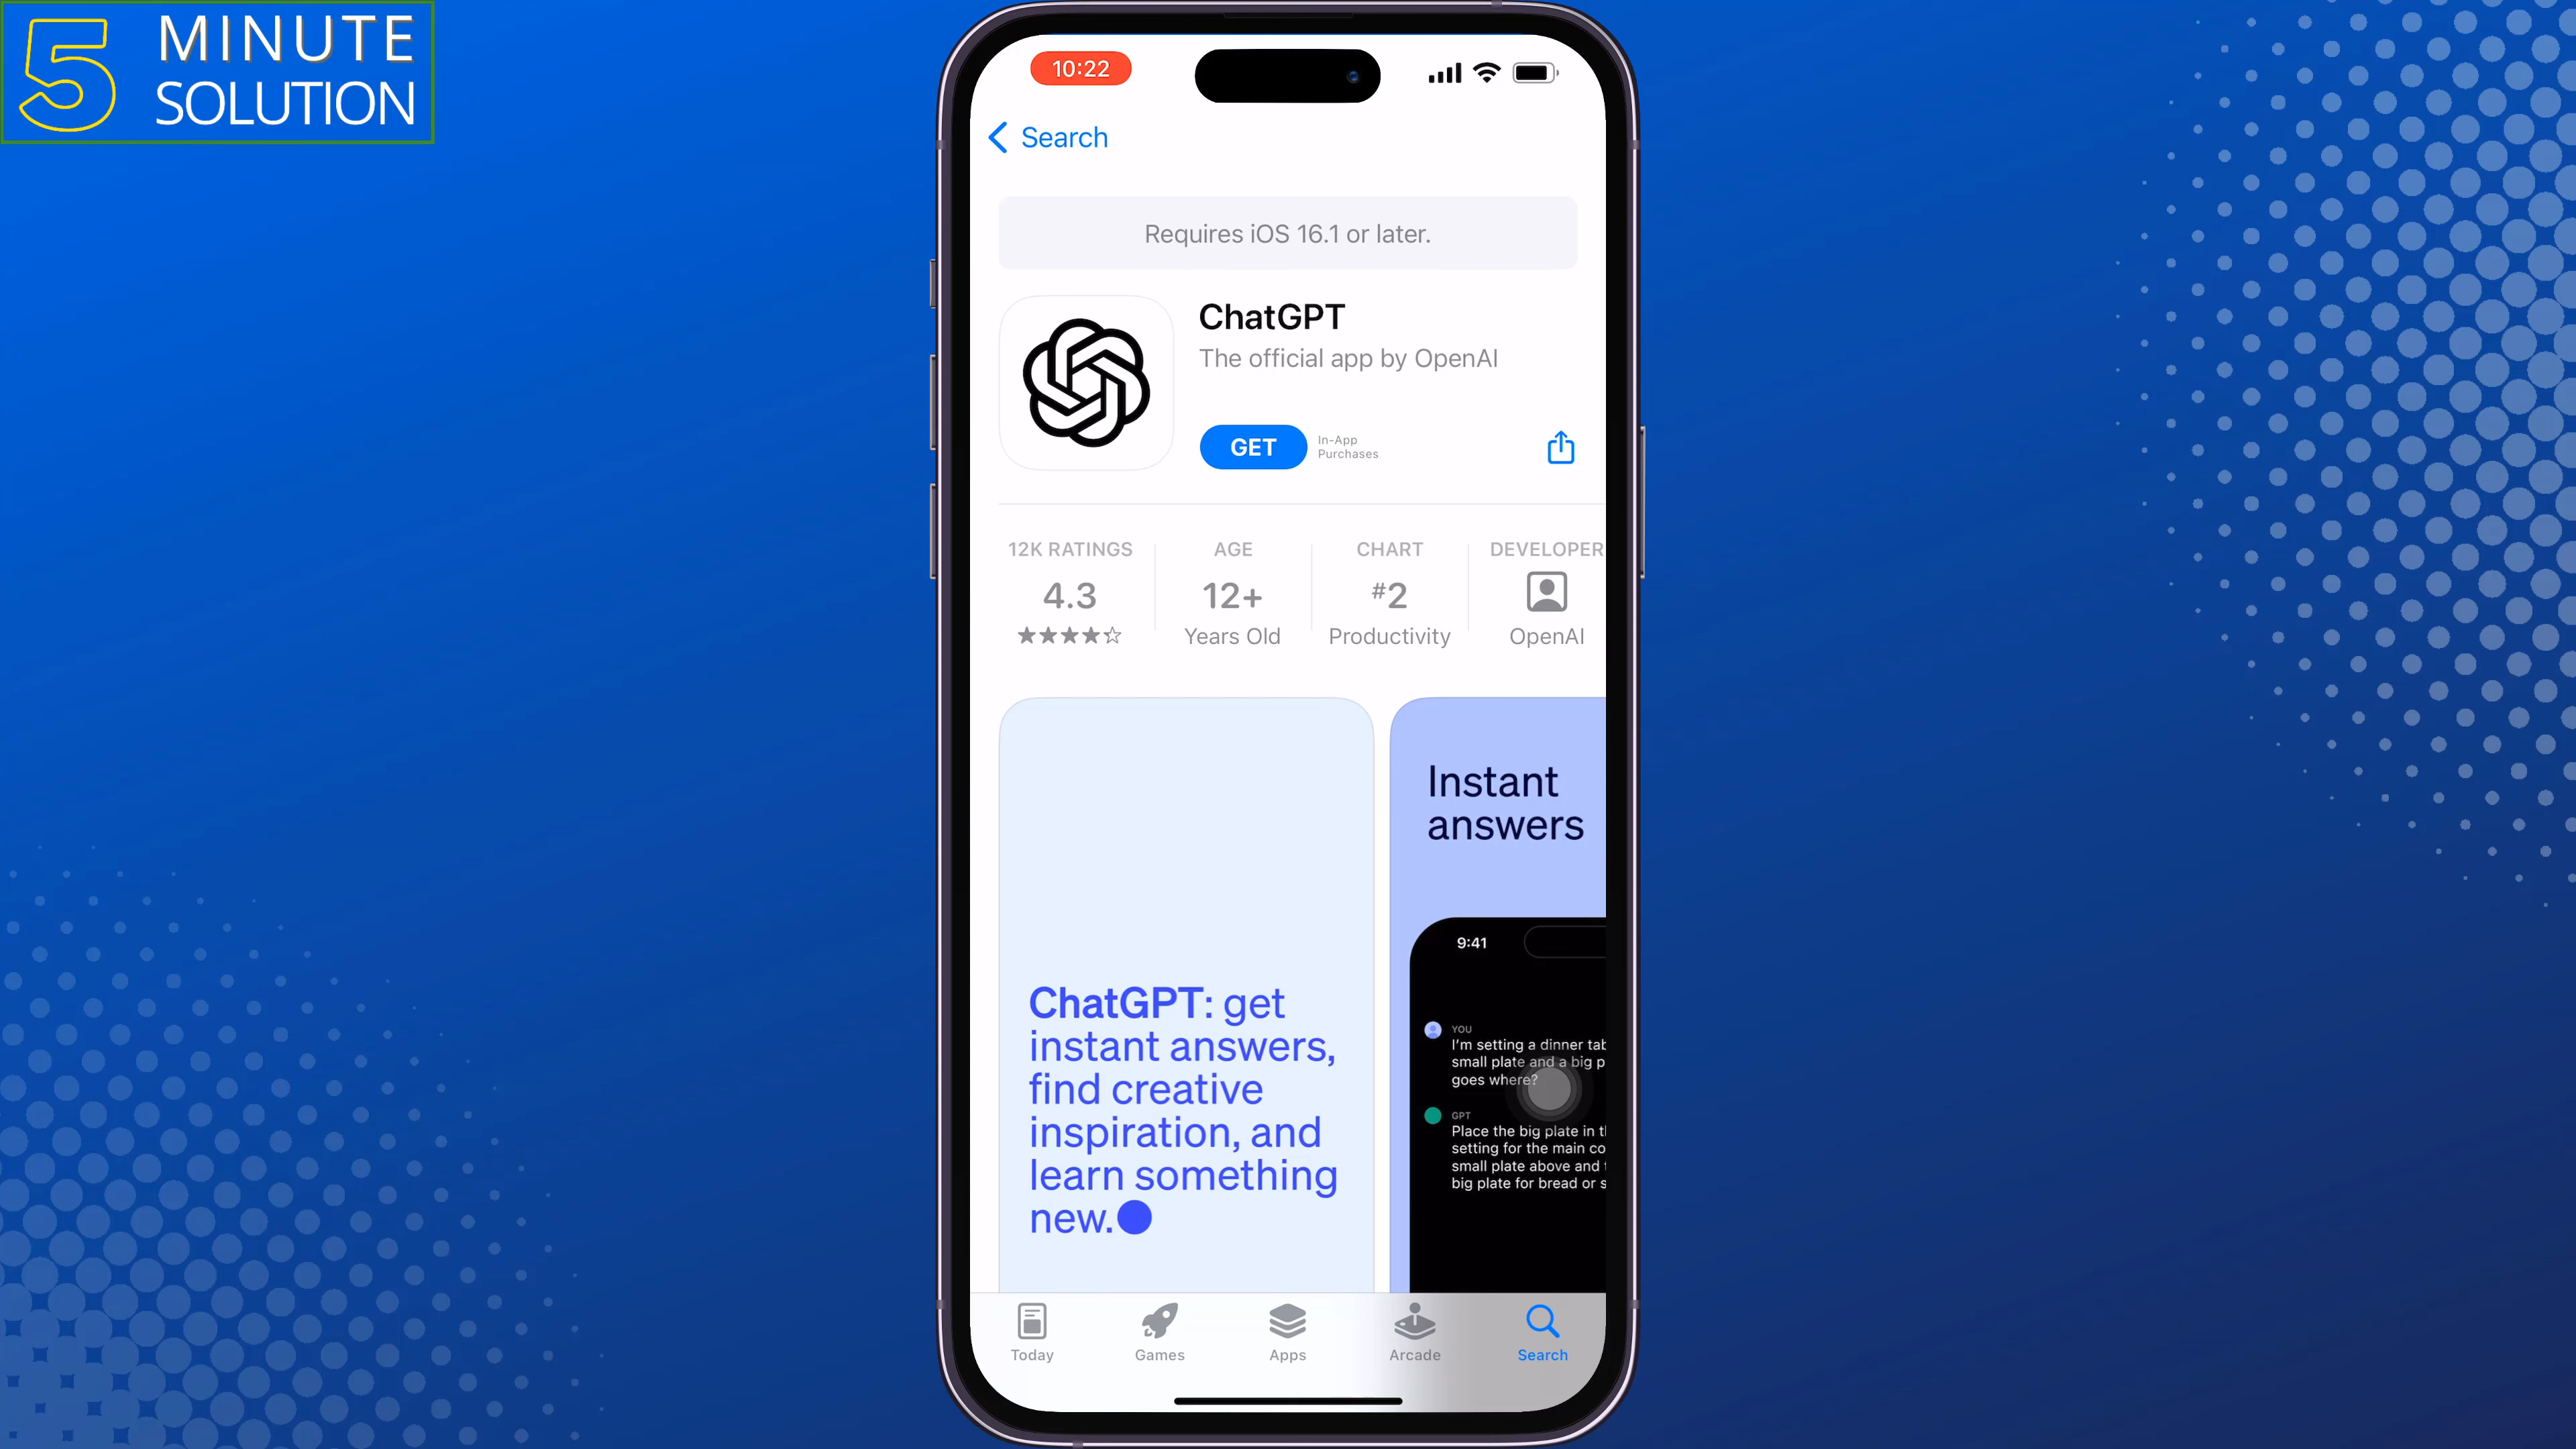 5 MINUTE
SOLUTION
10:22
Search
Requires iOS 16.1 or later.
ChatGPT
The official app by OpenAI
GET
In-App
Purchases
12K RATINGS
4.3
AGE
12+
Years Old
CHART
#2
Productivity
DEVELOPER
OpenAI
ChatGPT: get
instant answers,
find creative
inspiration, and
learn something
new.
Instant
answers
9:41
YOU
I'm setting a dinner
small plate and a big
goes where?
GPT
Place the big plate in
setting for the main
small plate above and
big plate for bread or
Today
Games
Apps
Arcade
Search